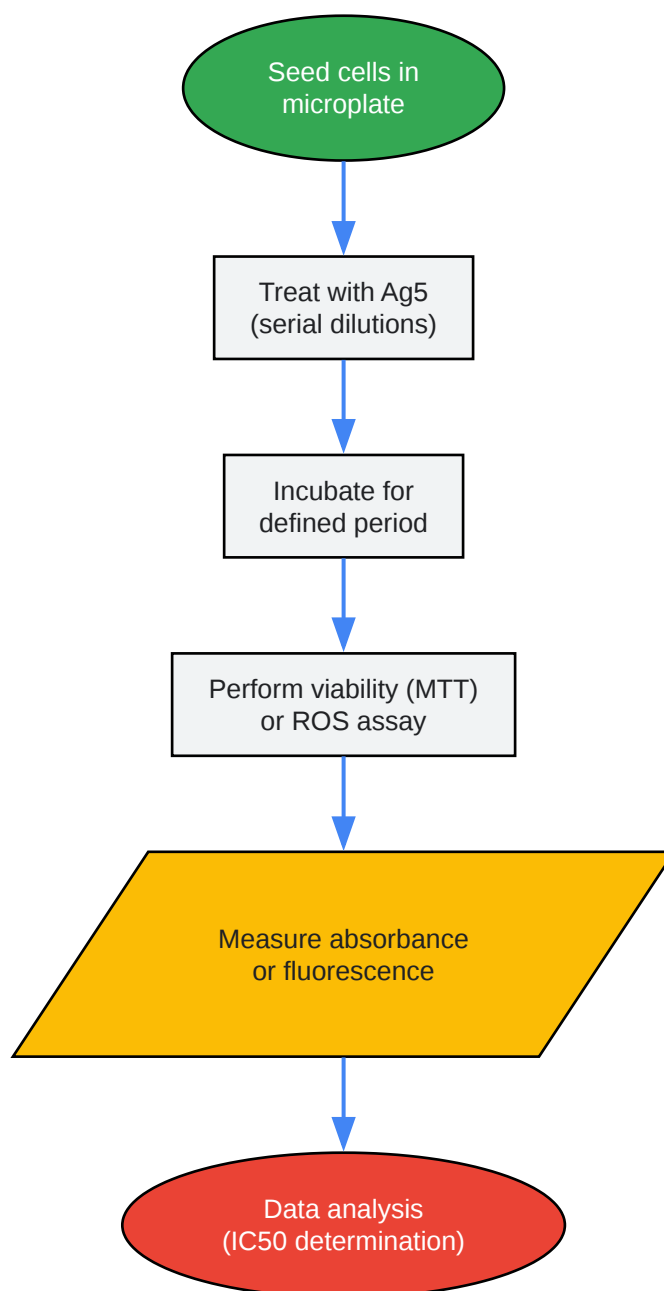 Seed cells in
microplate
Treat with Ag5
(serial dilutions)
Incubate for
defined period
Perform viability (MTT)
or ROS assay
Measure absorbance
or fluorescence
Data analysis
(IC50 determination)